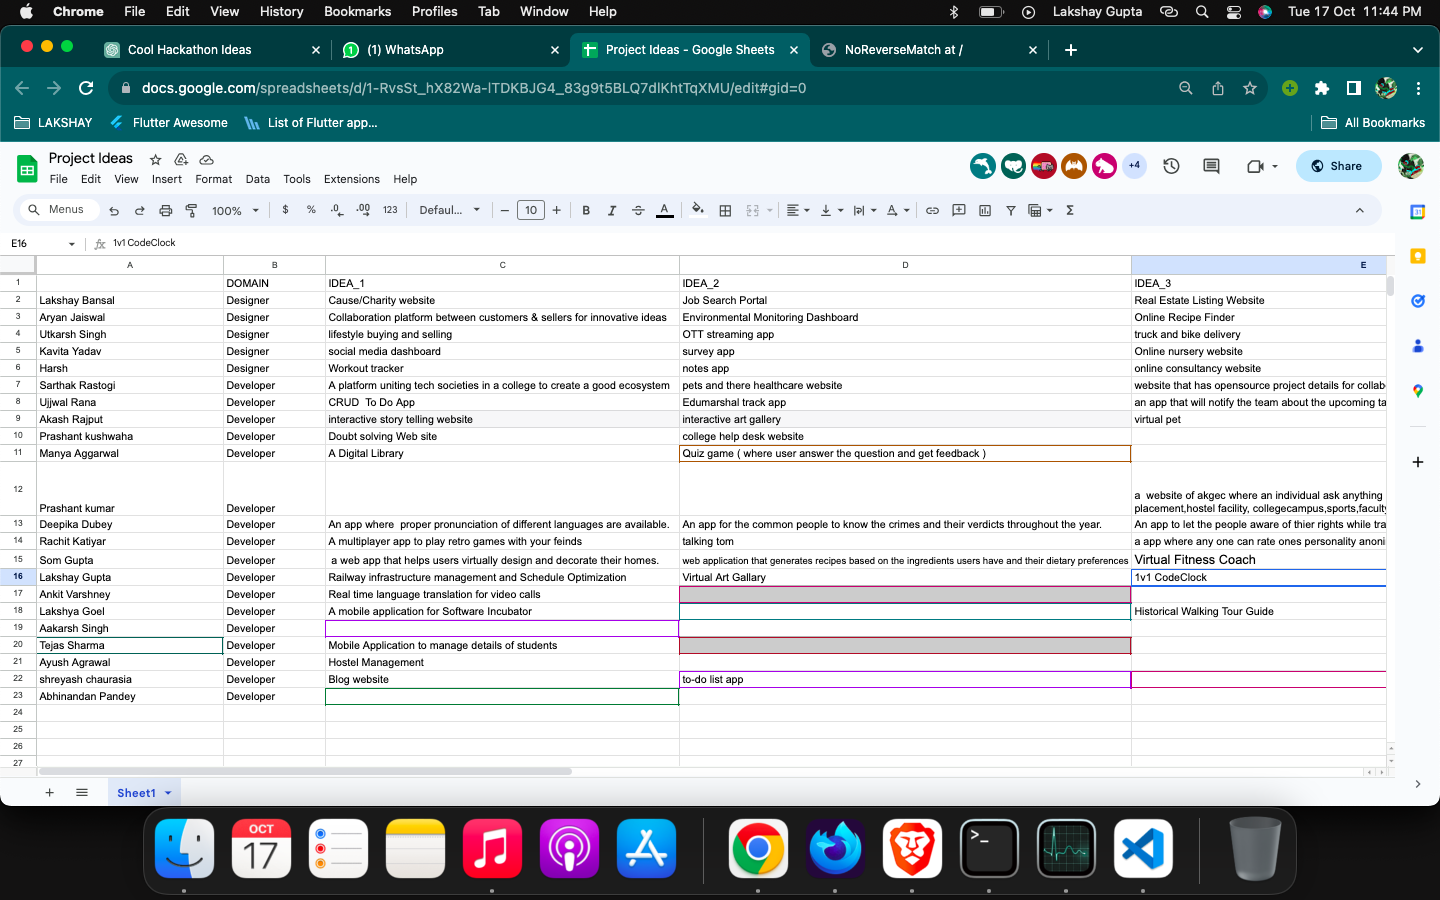 Chrome File Edit View History Bookmarks Profiles Tab Window Help Lakshay Gupta Tue 17 Oct 11:44 PM
Cool Hackathon Ideas (1) WhatsApp Project Ideas - Google Sheets NoReverseMatch at /
docs.google.com/spreadsheets/d/1-RvsSt_hX82Wa-ITDKBJG4_83g9t5BLQ7dlKhtTqXMU/edit#gid=0
LAKSHAY Flutter Awesome List of Flutter app... All Bookmarks
Project Ideas
+4 Share
File Edit View Insert Format Data Tools Extensions Help
Menus 100% $ % .0 .00 123 Defaul... 10 B I A
E16 fx 1v1 CodeClock
A B C D E
1 DOMAIN IDEA_1 IDEA_2 IDEA_3
2 Lakshay Bansal Designer Cause/Charity website Job Search Portal Real Estate Listing Website
3 Aryan Jaiswal Designer Collaboration platform between customers & sellers for innovative ideas Environmental Monitoring Dashboard Online Recipe Finder
4 Utkarsh Singh Designer lifestyle buying and selling OTT streaming app truck and bike delivery
5 Kavita Yadav Designer social media dashboard survey app Online nursery website
6 Harsh Designer Workout tracker notes app online consultancy website
7 Sarthak Rastogi Developer A platform uniting tech societies in a college to create a good ecosystem pets and there healthcare website website that has opensource project details for collab
8 Ujjwal Rana Developer CRUD To Do App Edumarshal track app an app that will notify the team about the upcoming ta
9 Akash Rajput Developer interactive story telling website interactive art gallery virtual pet
10 Prashant kushwaha Developer Doubt solving Web site college help desk website
11 Manya Aggarwal Developer A Digital Library Quiz game ( where user answer the question and get feedback )
a website of akgec where an individual ask anything
12 Prashant kumar Developer placement,hostel facility, collegecampus,sports,faculty
13 Deepika Dubey Developer An app where proper pronunciation of different languages are available. An app for the common people to know the crimes and their verdicts throughout the year. An app to let the people aware of thier rights while tra
14 Rachit Katiyar Developer A multiplayer app to play retro games with your feinds talking tom a app where any one can rate ones personality anoni
15 Som Gupta Developer a web app that helps users virtually design and decorate their homes. web application that generates recipes based on the ingredients users have and their dietary preferences Virtual Fitness Coach
16 Lakshay Gupta Developer Railway infrastructure management and Schedule Optimization Virtual Art Gallary 1v1 CodeClock
17 Ankit Varshney Developer Real time language translation for video calls
18 Lakshya Goel Developer A mobile application for Software Incubator Historical Walking Tour Guide
19 Aakarsh Singh Developer
20 Tejas Sharma Developer Mobile Application to manage details of students
21 Ayush Agrawal Developer Hostel Management
22 shreyash chaurasia Developer Blog website to-do list app
23 Abhinandan Pandey Developer
24
25
26
27
Sheet1
OCT
17